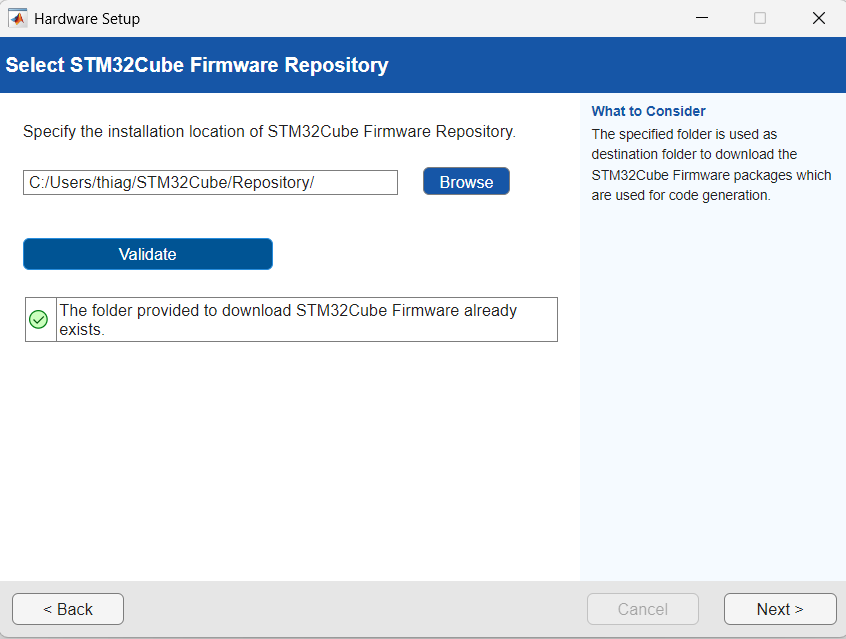 Hardware Setup
Select STM32Cube Firmware Repository
Specify the installation location of STM32Cube Firmware Repository.
C:/Users/thiag/STM32Cube/Repository/
Browse
Validate
The folder provided to download STM32Cube Firmware already
exists.
What to Consider
The specified folder is used as
destination folder to download the
STM32Cube Firmware packages which
are used for code generation.
< Back
Cancel
Next >